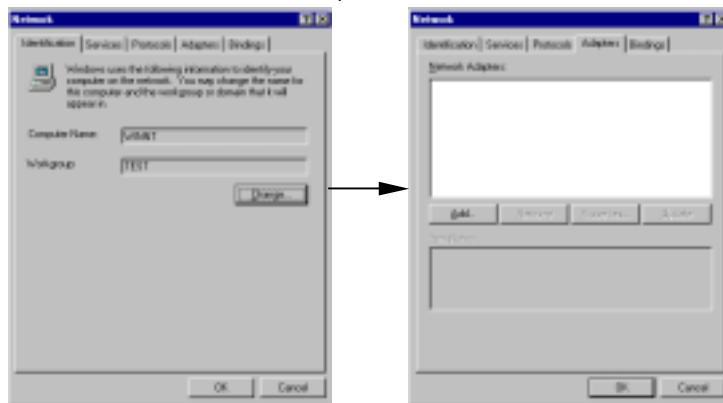 Network
Identification Services Protocols Adapters Bindings
Windows uses the following information to identify your
computer on the network. You may change the name for
this computer and the workgroup or domain that it will
appear in.
Computer Name:
Workgroup: TEST
Change...
OK Cancel
Network
Identification Services Protocols Adapters Bindings
Network Adapters:
Add... Remove Properties... Update
OK Cancel